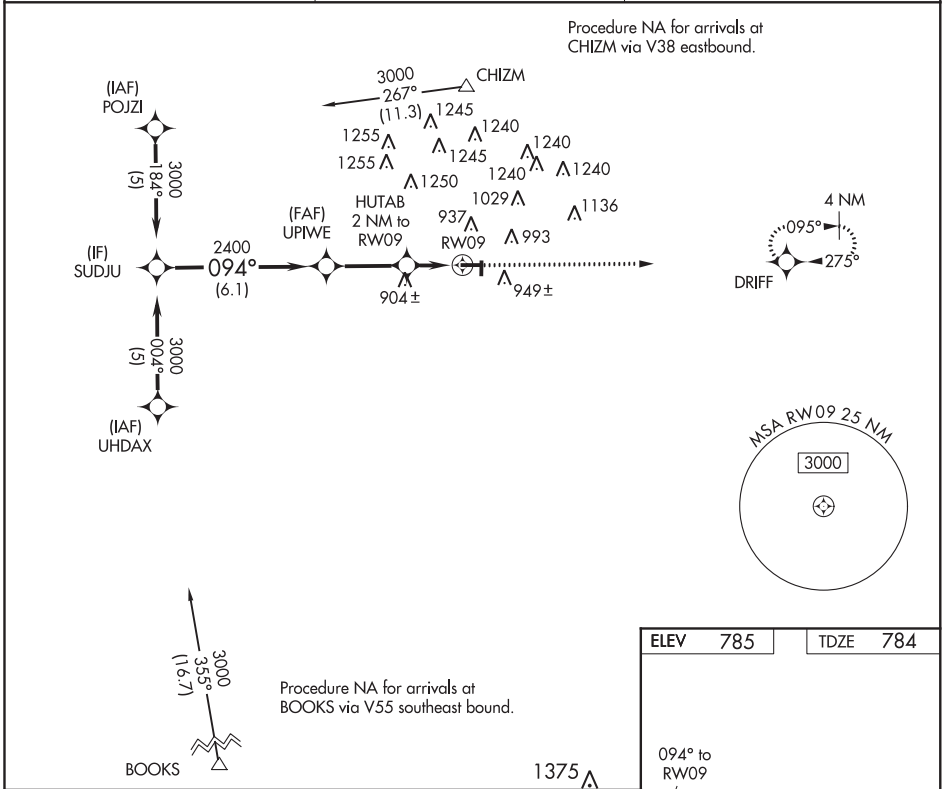 Procedure NA for arrivals at
CHIZM via V38 eastbound.
(IAF)
POJZI
3000
184°
(5)
3000
267°
(11.3)
CHIZM
1245
1240
1255
1245
1240
1255
1240
1240
1250
1029
1136
937
993
(IF)
SUDJU
2400
094°
(6.1)
(FAF)
UPIWE
HUTAB
2 NM to
RW09
RW09
904±
949±
4 NM
095°
275°
DRIFF
3000
004°
(5)
(IAF)
UHDAX
MSA RW09 25 NM
3000
3000
355°
(16.7)
BOOKS
Procedure NA for arrivals at
BOOKS via V55 southeast bound.
1375
ELEV 785
TDZE 784
094° to
RW09